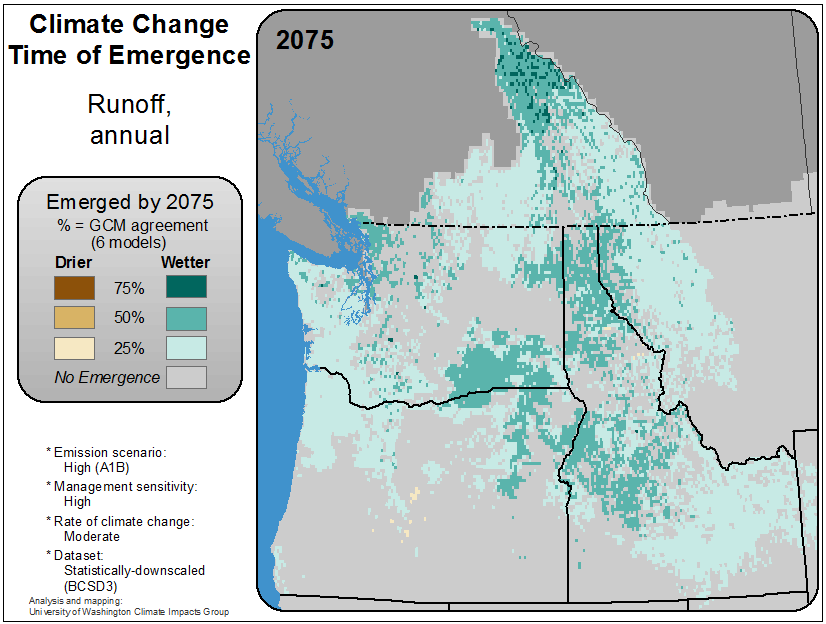 Climate Change
Time of Emergence
2075
Runoff,
annual
Emerged by 2075
% = GCM agreement
(6 models)
Drier Wetter
75%
50%
25%
No Emergence
* Emission scenario:
High (A1B)
* Management sensitivity:
High
* Rate of climate change:
Moderate
* Dataset:
Statistically-downscaled
(BCSD3)
Analysis and mapping:
University of Washington Climate Impacts Group